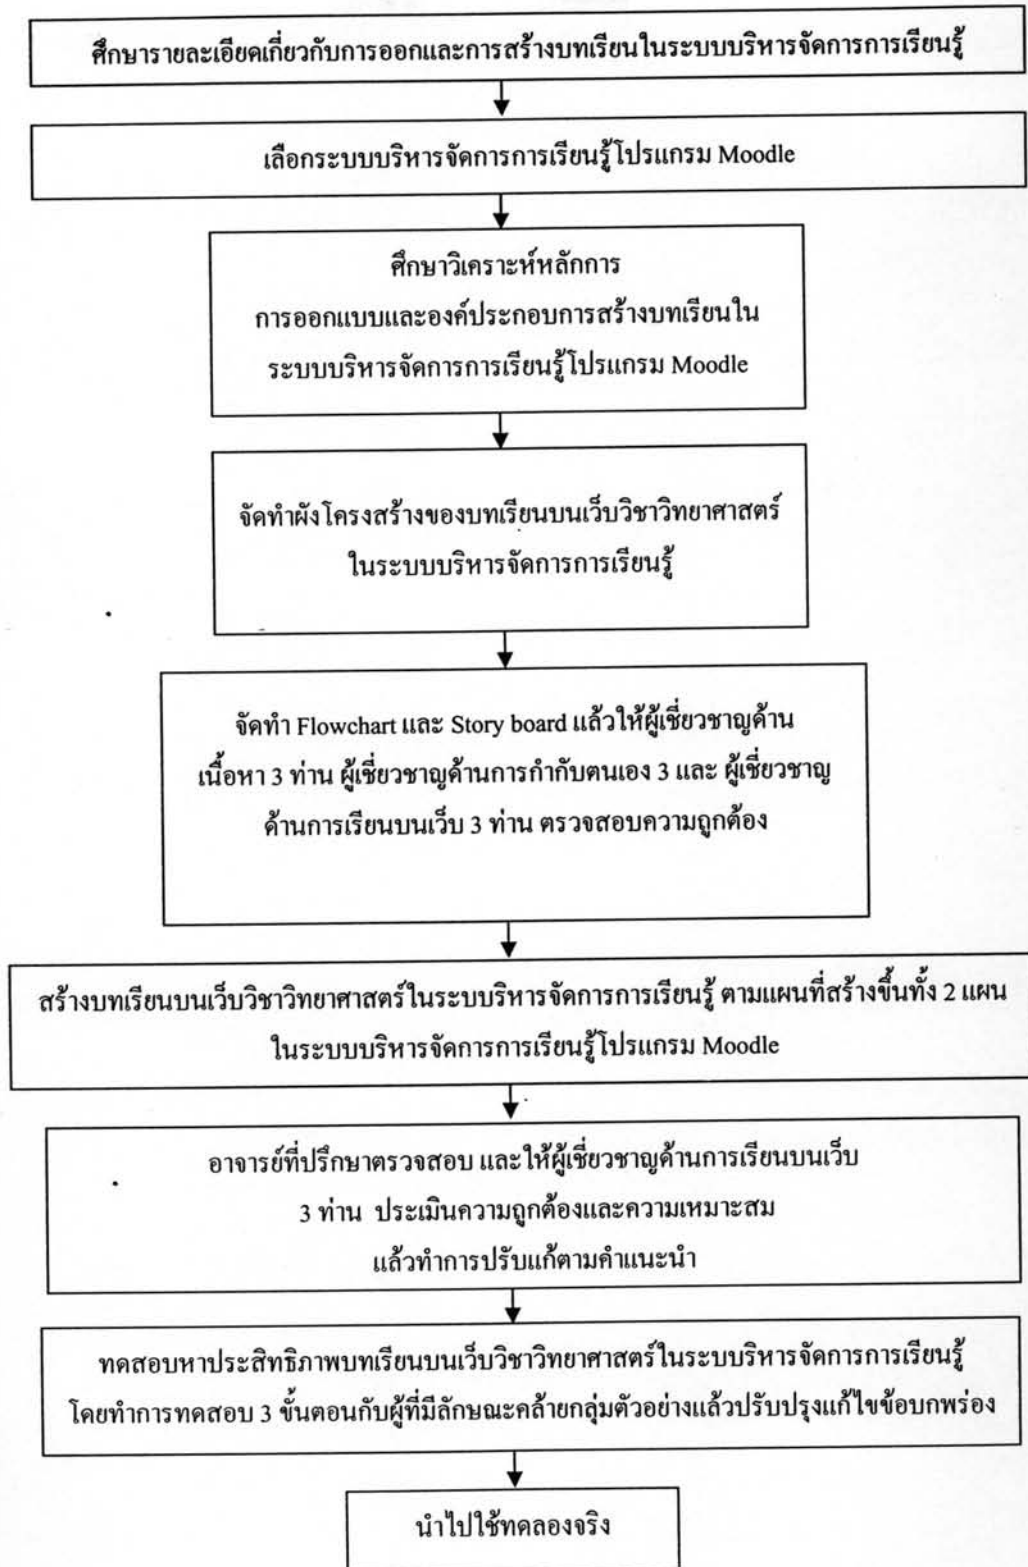 ศึกษารายละเอียดเกี่ยวกับการออกและการสร้างบทเรียนในระบบบริหารจัดการการเรียนรู้
เลือกระบบบริหารจัดการการเรียนรู้โปรแกรม Moodle
ศึกษาวิเคราะห์หลักการ
การออกแบบและองค์ประกอบการสร้างบทเรียนใน
ระบบบริหารจัดการการเรียนรู้โปรแกรม Moodle
จัดทำผังโครงสร้างของบทเรียนบนเว็บวิชาวิทยาศาสตร์
ในระบบบริหารจัดการการเรียนรู้
จัดทำ Flowchart และ Story board แล้วให้ผู้เชี่ยวชาญด้าน
เนื้อหา 3 ท่าน ผู้เชี่ยวชาญด้านการกำกับตนเอง 3 และ ผู้เชี่ยวชาญ
ด้านการเรียนบนเว็บ 3 ท่าน ตรวจสอบความถูกต้อง
สร้างบทเรียนบนเว็บวิชาวิทยาศาสตร์ในระบบริหารจัดการการเรียนรู้ ตามแผนที่สร้างขึ้นทั้ง 2 แผน
ในระบบบริหารจัดการการเรียนรู้โปรแกรม Moodle
อาจารย์ที่ปรึกษาตรวจสอบ และให้ผู้เชี่ยวชาญด้านการเรียนบนเว็บ
3 ท่าน ประเมินความถูกต้องและความเหมาะสม
แล้วทำการปรับแก้ตามคำแนะนำ
ทดสอบหาประสิทธิภาพบทเรียนบนเว็บวิชาวิทยาศาสตร์ในระบบริหารจัดการการเรียนรู้
โดยทำการทดสอบ 3 ขั้นตอนกับผู้ที่มีลักษณะคล้ายกลุ่มตัวอย่างแล้วปรับปรุงแก้ไขข้อบกพร่อง
นำไปใช้ทดลองจริง